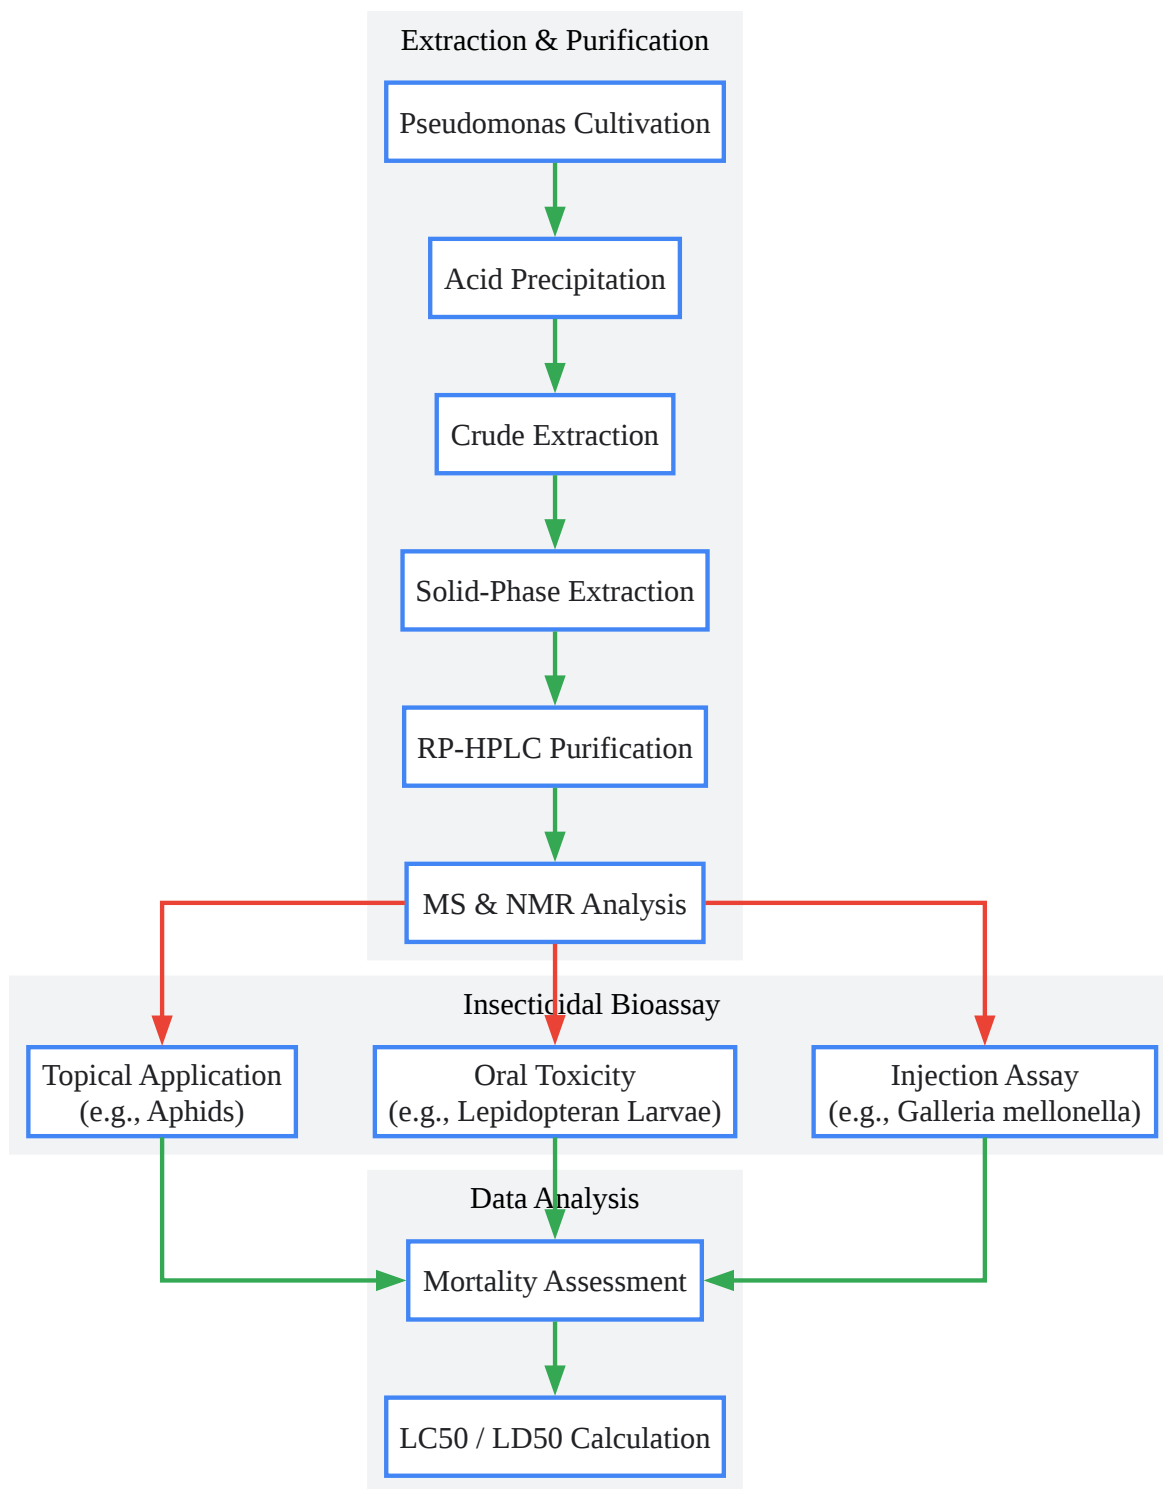 Extraction & Purification
Pseudomonas Cultivation
Acid Precipitation
Crude Extraction
Solid-Phase Extraction
RP-HPLC Purification
MS & NMR Analysis
Insecticidal Bioassay
Topical Application
(e.g., Aphids)
Oral Toxicity
(e.g., Lepidopteran Larvae)
Injection Assay
(e.g., Galleria mellonella)
Data Analysis
Mortality Assessment
LC50 / LD50 Calculation